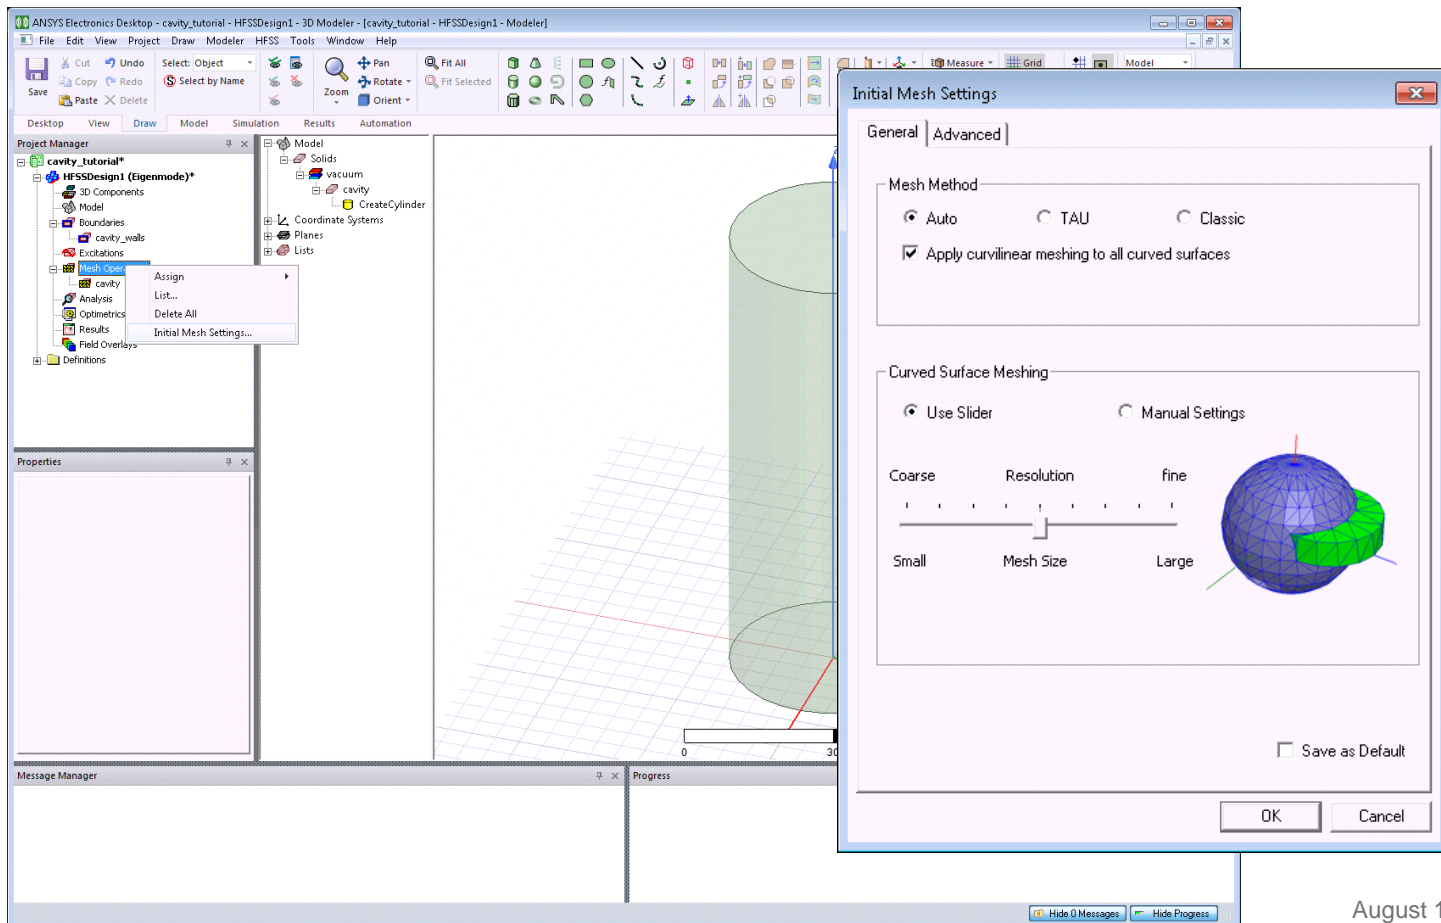 ANSYS Electronics Desktop - cavity_tutorial - HFSSDesign1 - 3D Modeler - [cavity_tutorial - HFSSDesign1 - Modeler]
File Edit View Project Draw Modeler HFSS Tools Window Help
Save
Cut
Copy
Paste
Undo
Redo
Delete
Select: Object
Select by Name
Zoom
Pan
Rotate
Orient
Fit All
Fit Selected
Measure
Grid
Model
Desktop View Draw Model Simulation Results Automation
Project Manager
cavity_tutorial*
HFSSDesign1 (Eigenmode)*
3D Components
Model
Boundaries
cavity_walls
Excitations
Mesh Oper
cavity
Analysis
Optimetrics
Results
Field Overlays
Definitions
Assign
List...
Delete All
Initial Mesh Settings...
Model
Solids
vacuum
cavity
CreateCylinder
Coordinate Systems
Planes
Lists
Properties
0
30
Message Manager
Progress
Hide 0 Messages
Hide Progress
Initial Mesh Settings
General
Advanced
Mesh Method
Auto
TAU
Classic
Apply curvilinear meshing to all curved surfaces
Curved Surface Meshing
Use Slider
Manual Settings
Coarse Resolution fine
Small Mesh Size Large
Save as Default
OK
Cancel
August 1